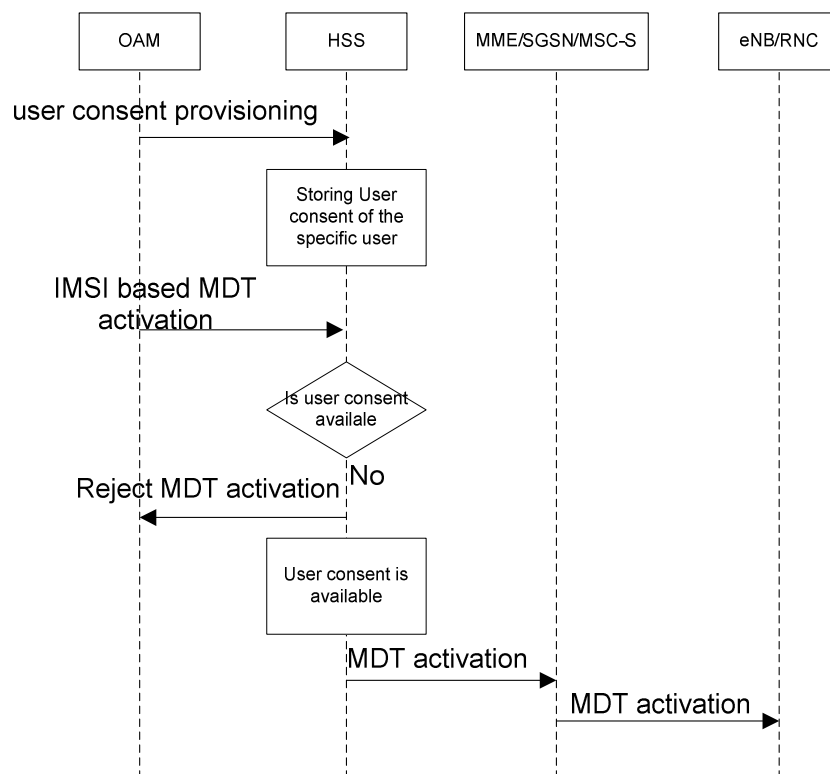 OAM
HSS
MME/SGSN/MSC-S
eNB/RNC
user consent provisioning
Storing User
consent of the
specific user
IMSI based MDT
activation
Is user consent
availale
No
Reject MDT activation
User consent is
available
MDT activation
MDT activation